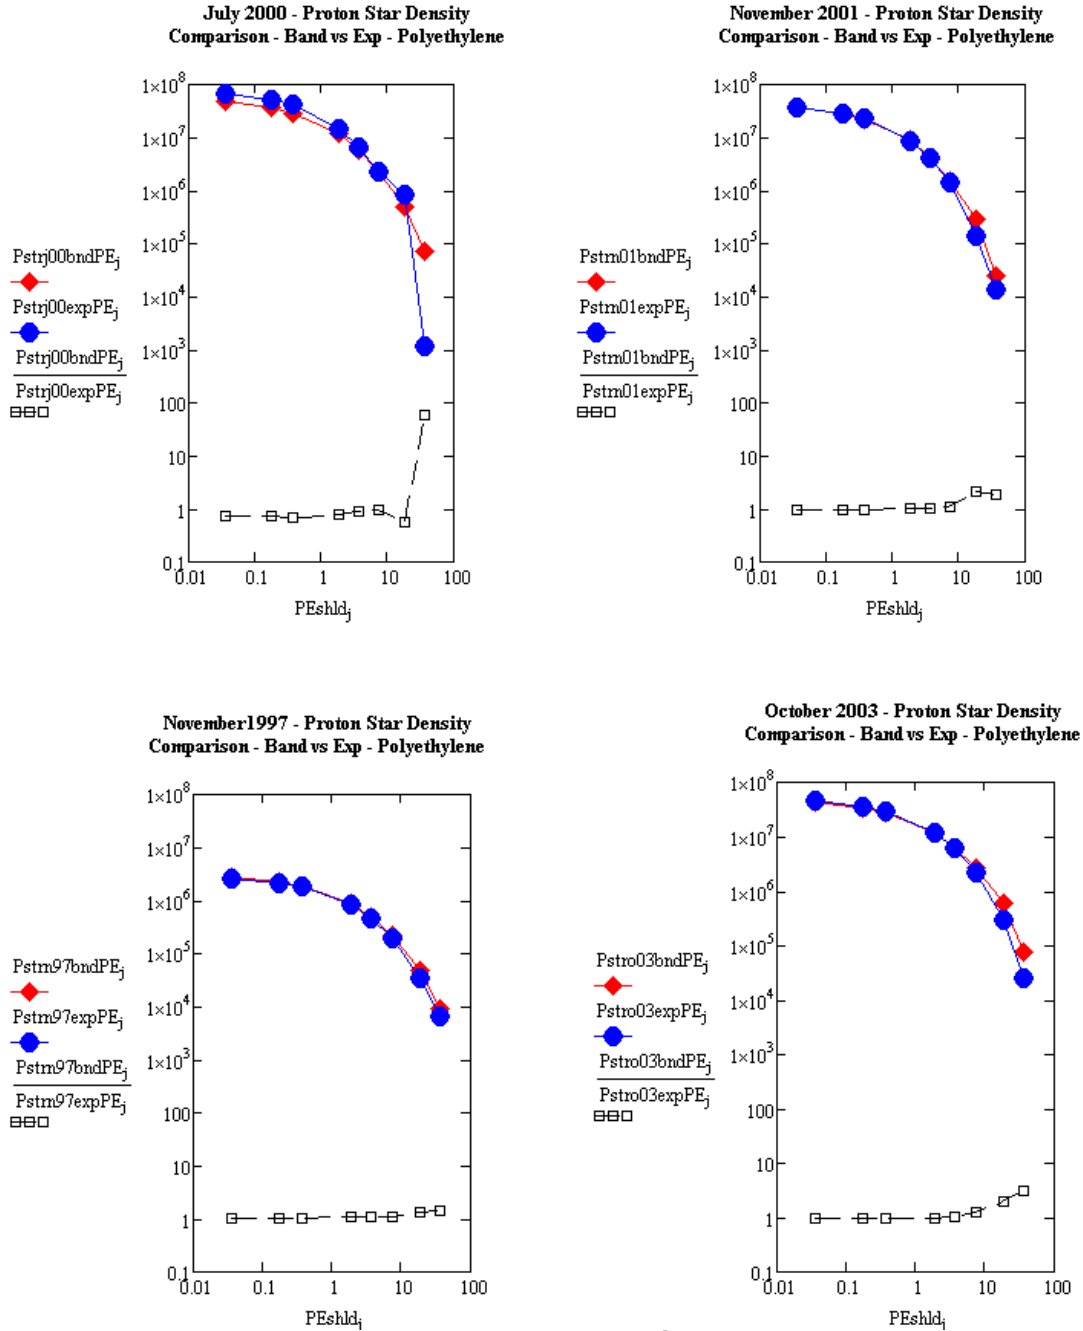 July 2000 - Proton Star Density
Comparison - Band vs Exp - Polyethylene
1×10^8
1×10^7
1×10^6
1×10^5
1×10^4
1×10^3
100
10
1
0.1
0.01 0.1 1 10 100
PEshld_j
Pstrj00bndPE_j
Pstrj00expPE_j
Pstrj00bndPE_j
Pstrj00expPE_j
November 2001 - Proton Star Density
Comparison - Band vs Exp - Polyethylene
1×10^8
1×10^7
1×10^6
1×10^5
1×10^4
1×10^3
100
10
1
0.1
0.01 0.1 1 10 100
PEshld_j
Pstrn01bndPE_j
Pstrn01expPE_j
Pstrn01bndPE_j
Pstrn01expPE_j
November1997 - Proton Star Density
Comparison - Band vs Exp - Polyethylene
1×10^8
1×10^7
1×10^6
1×10^5
1×10^4
1×10^3
100
10
1
0.1
0.01 0.1 1 10 100
PEshld_j
Pstrn97bndPE_j
Pstrn97expPE_j
Pstrn97bndPE_j
Pstrn97expPE_j
October 2003 - Proton Star Density
Comparison - Band vs Exp - Polyethylene
1×10^8
1×10^7
1×10^6
1×10^5
1×10^4
1×10^3
100
10
1
0.1
0.01 0.1 1 10 100
PEshld_j
Pstro03bndPE_j
Pstro03expPE_j
Pstro03bndPE_j
Pstro03expPE_j